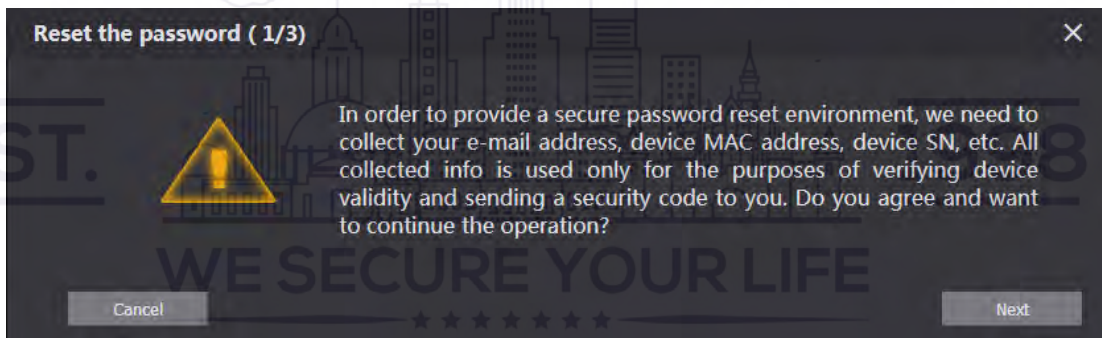 Reset the password ( 1/3)
In order to provide a secure password reset environment, we need to
collect your e-mail address, device MAC address, device SN, etc. All
collected info is used only for the purposes of verifying device
validity and sending a security code to you. Do you agree and want
to continue the operation?
ST.
WE SECURE YOUR LIFE
Cancel
Next